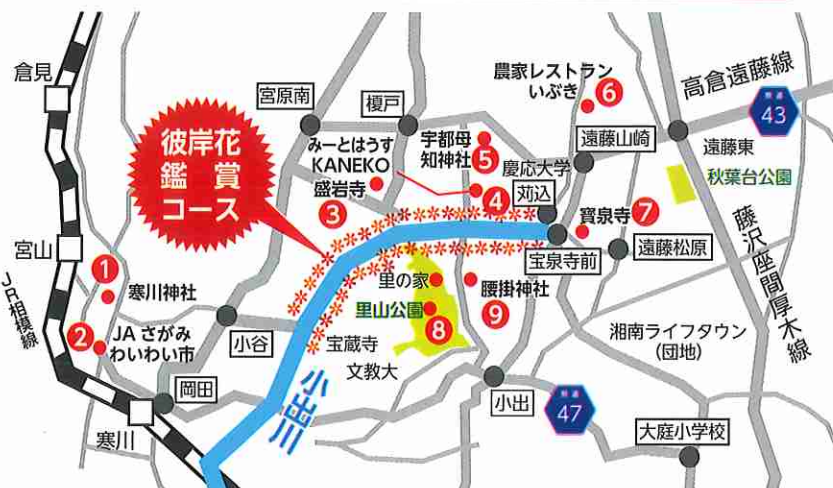 倉見
宮原南
榎戸
農家レストラン
いぶき
6
高倉遠藤線
県道
43
彼岸花
鑑賞
コース
みーとはうす
KANEKO
宇都母
知神社
5
遠藤山崎
遠藤東
秋葉台公園
慶応大学
盛岩寺
3
4
苅込
寳泉寺
7
宝泉寺前
遠藤松原
藤沢座間厚木線
宮山
JR相模線
1
寒川神社
2
JAさがみ
わいわい市
小谷
里の家
里山公園
8
腰掛神社
9
宝蔵寺
文教大
湘南ライフタウン
(団地)
岡田
寒川
小出川
小出
県道
47
大庭小学校